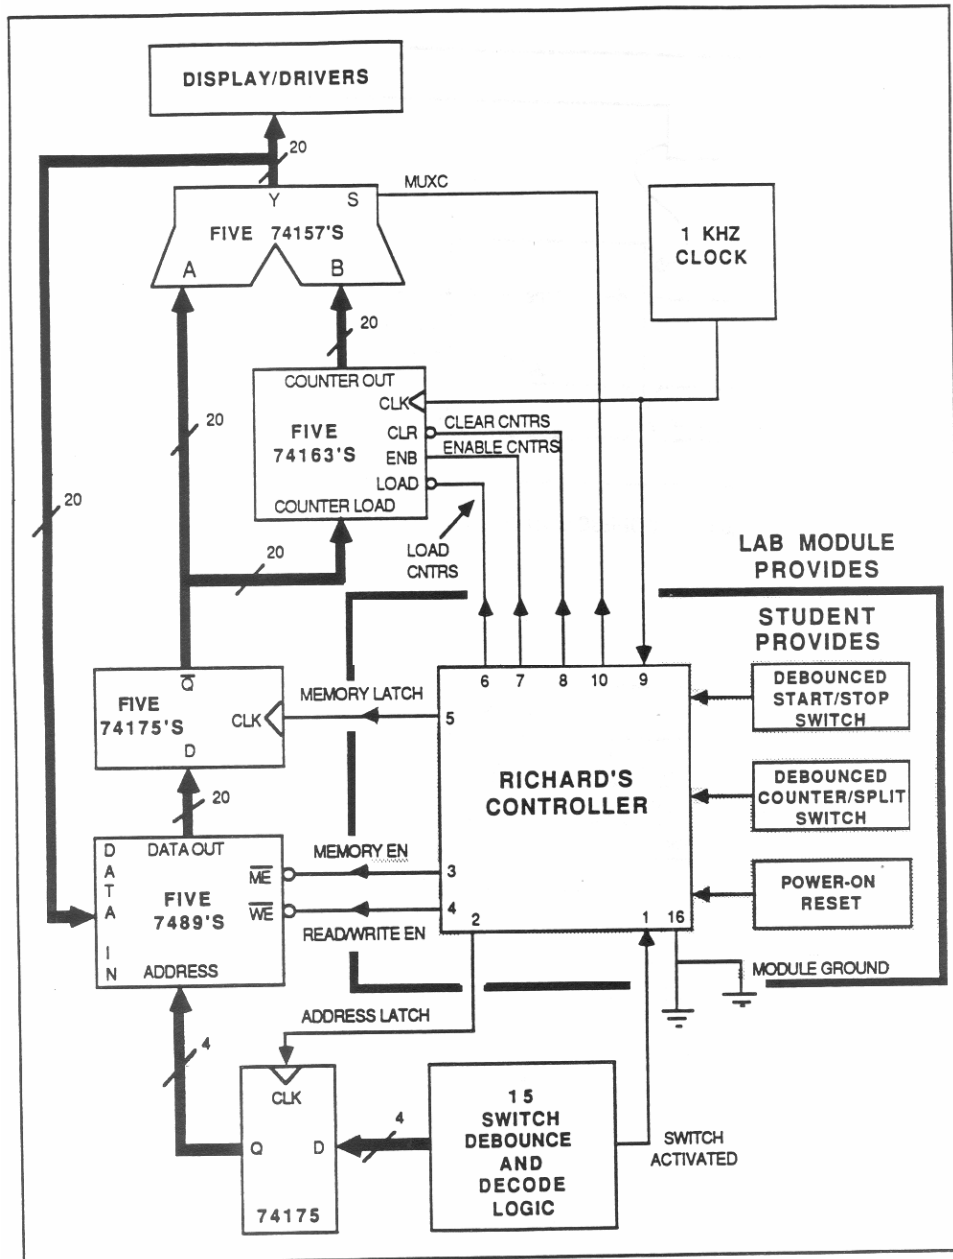 DISPLAY/DRIVERS
20
MUXC
Y
S
FIVE 74157'S
A
B
1 KHZ
CLOCK
20
20
COUNTER OUT
CLK
FIVE
74163'S
CLR
CLEAR CNTRS
ENB
ENABLE CNTRS
LOAD
COUNTER LOAD
20
20
LOAD
CNTRS
LAB MODULE
PROVIDES
STUDENT
PROVIDES
Q
FIVE
74175'S
CLK
D
MEMORY LATCH
6
7
8
10
9
5
RICHARD'S
CONTROLLER
DEBOUNCED
START/STOP
SWITCH
DEBOUNCED
COUNTER/SPLIT
SWITCH
POWER-ON
RESET
20
DATA IN
DATA OUT
FIVE
7489'S
ME
WE
ADDRESS
MEMORY EN
3
READ/WRITE EN
4
2
1
16
MODULE GROUND
ADDRESS LATCH
4
CLK
Q
D
74175
4
15
SWITCH
DEBOUNCE
AND
DECODE
LOGIC
SWITCH
ACTIVATED